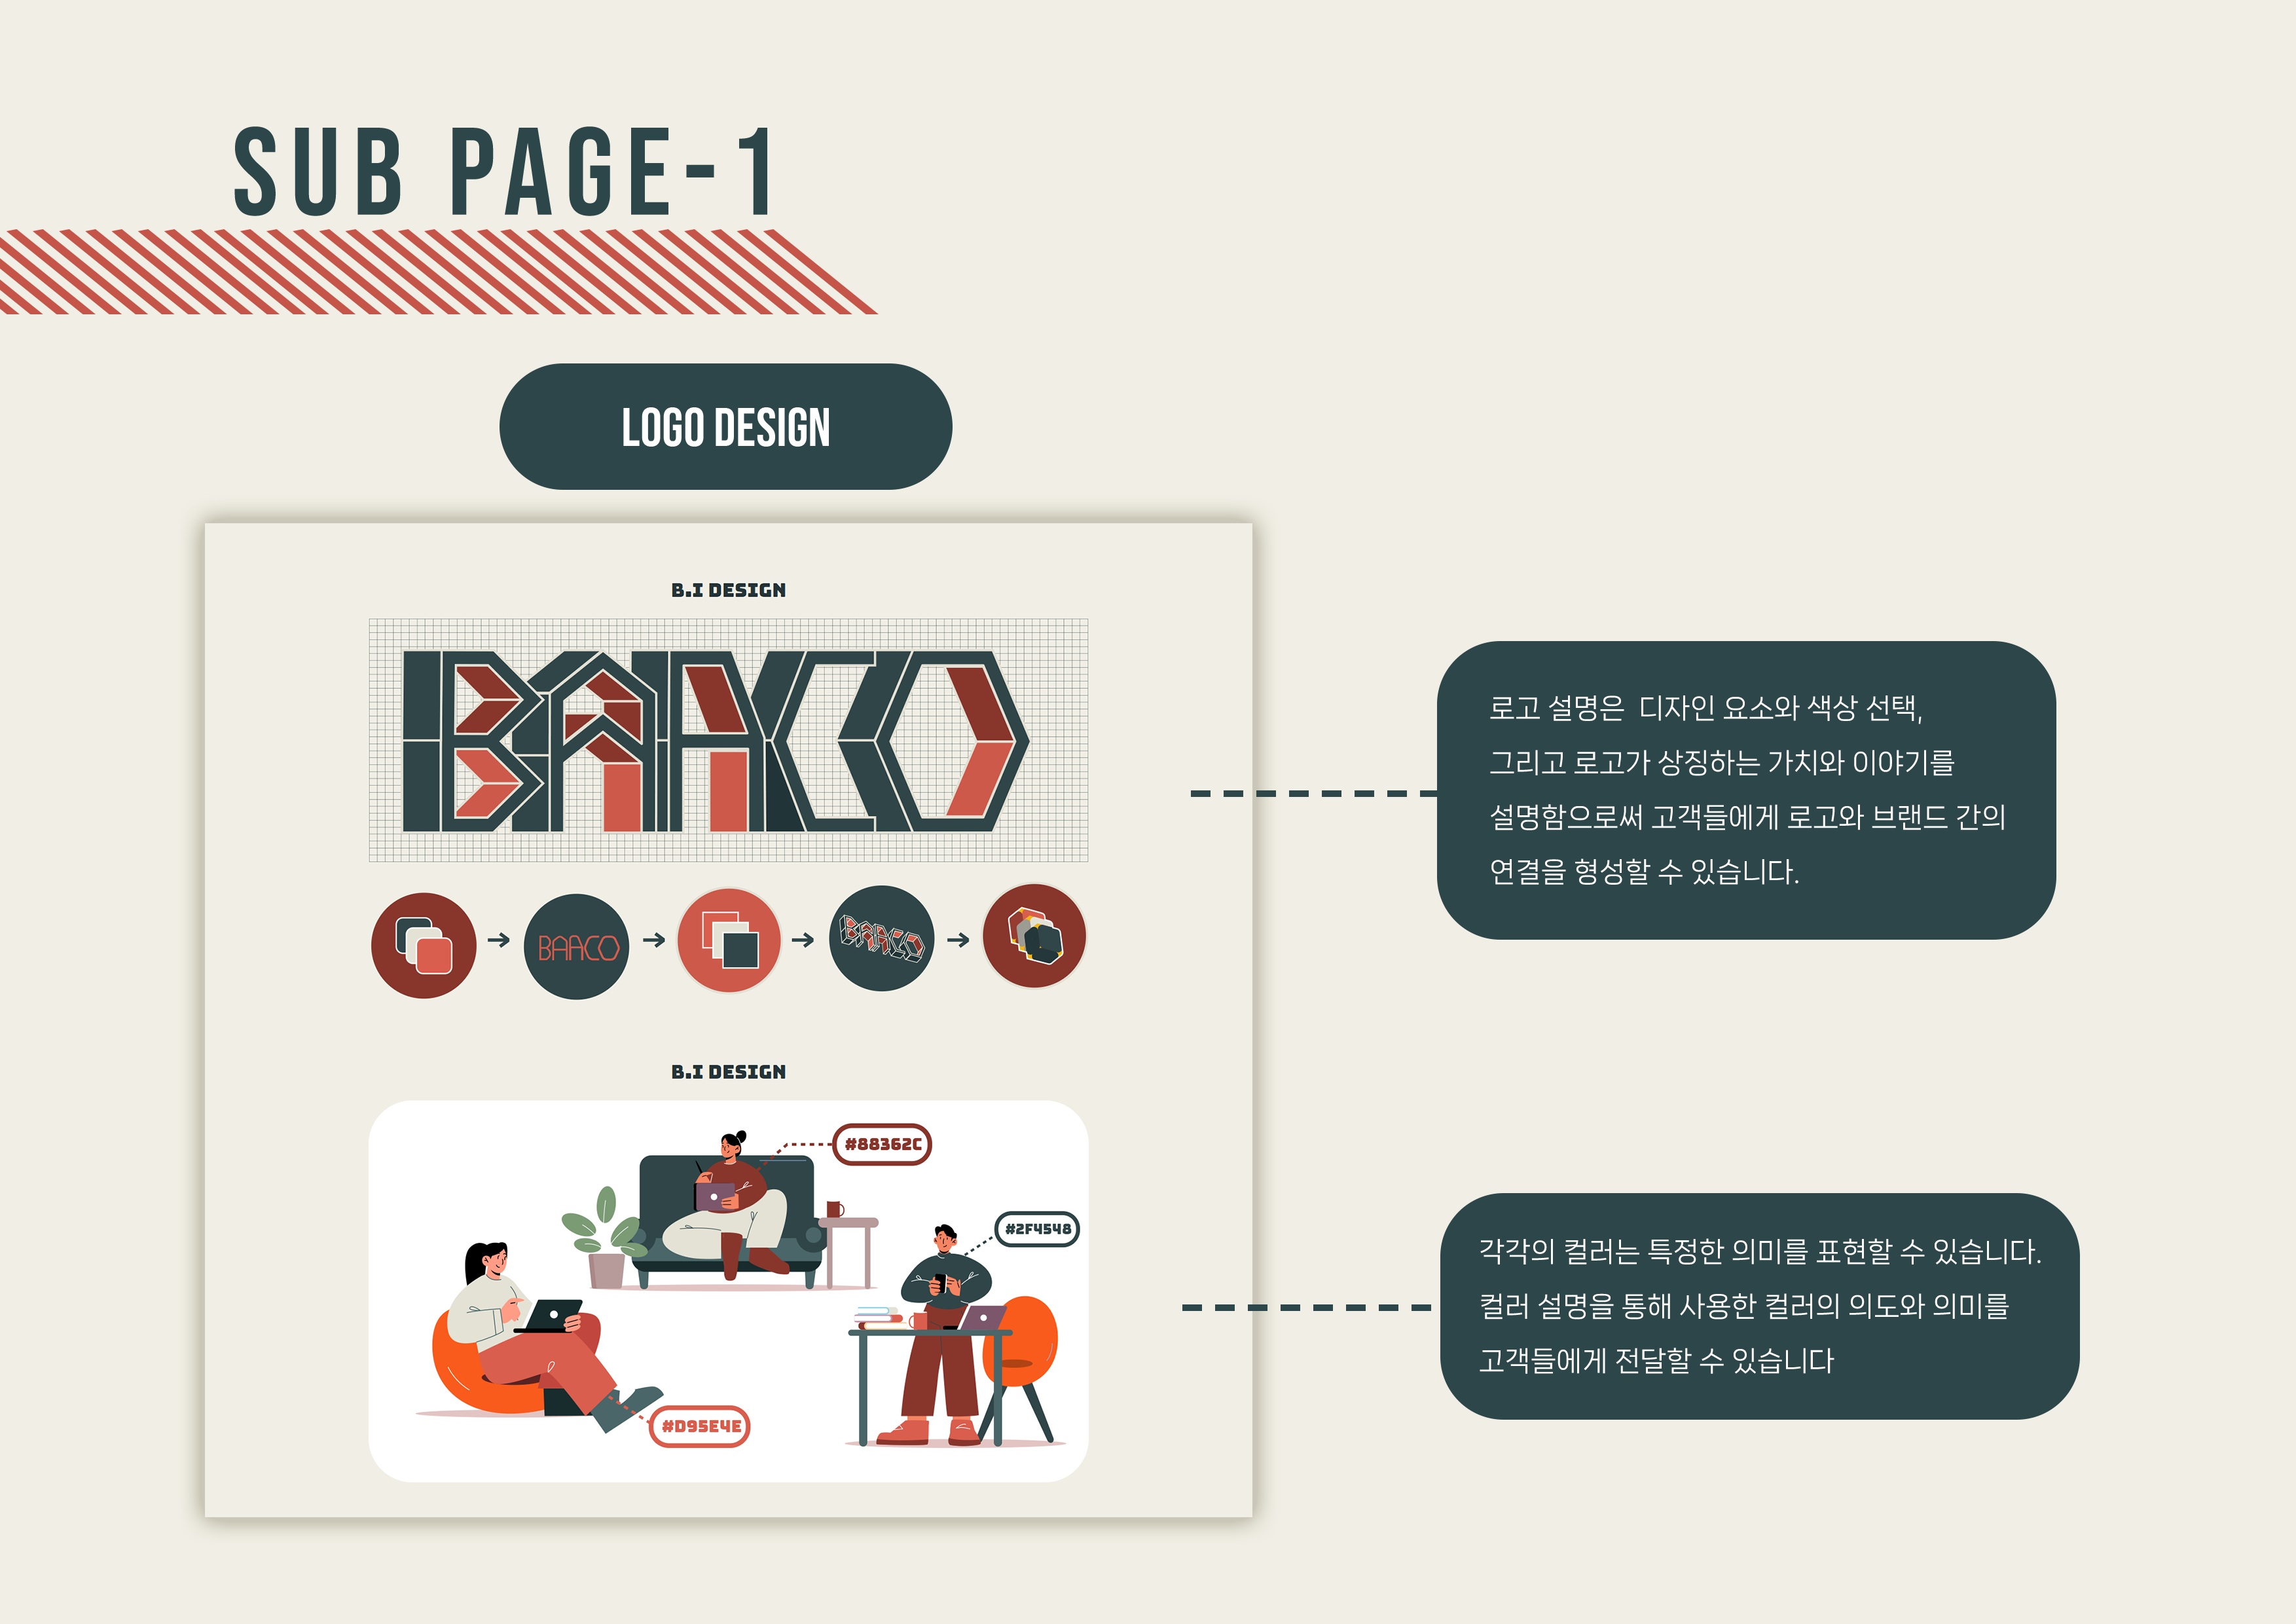 SUB PAGE-1
LOGO DESIGN
B.I DESIGN
BAACO
BAACO
BAACO
로고 설명은 디자인 요소와 색상 선택,
그리고 로고가 상징하는 가치와 이야기를
설명함으로써 고객들에게 로고와 브랜드 간의
연결을 형성할 수 있습니다.
B.I DESIGN
#88362C
#2F4548
#D95E4E
각각의 컬러는 특정한 의미를 표현할 수 있습니다.
컬러 설명을 통해 사용한 컬러의 의도와 의미를
고객들에게 전달할 수 있습니다